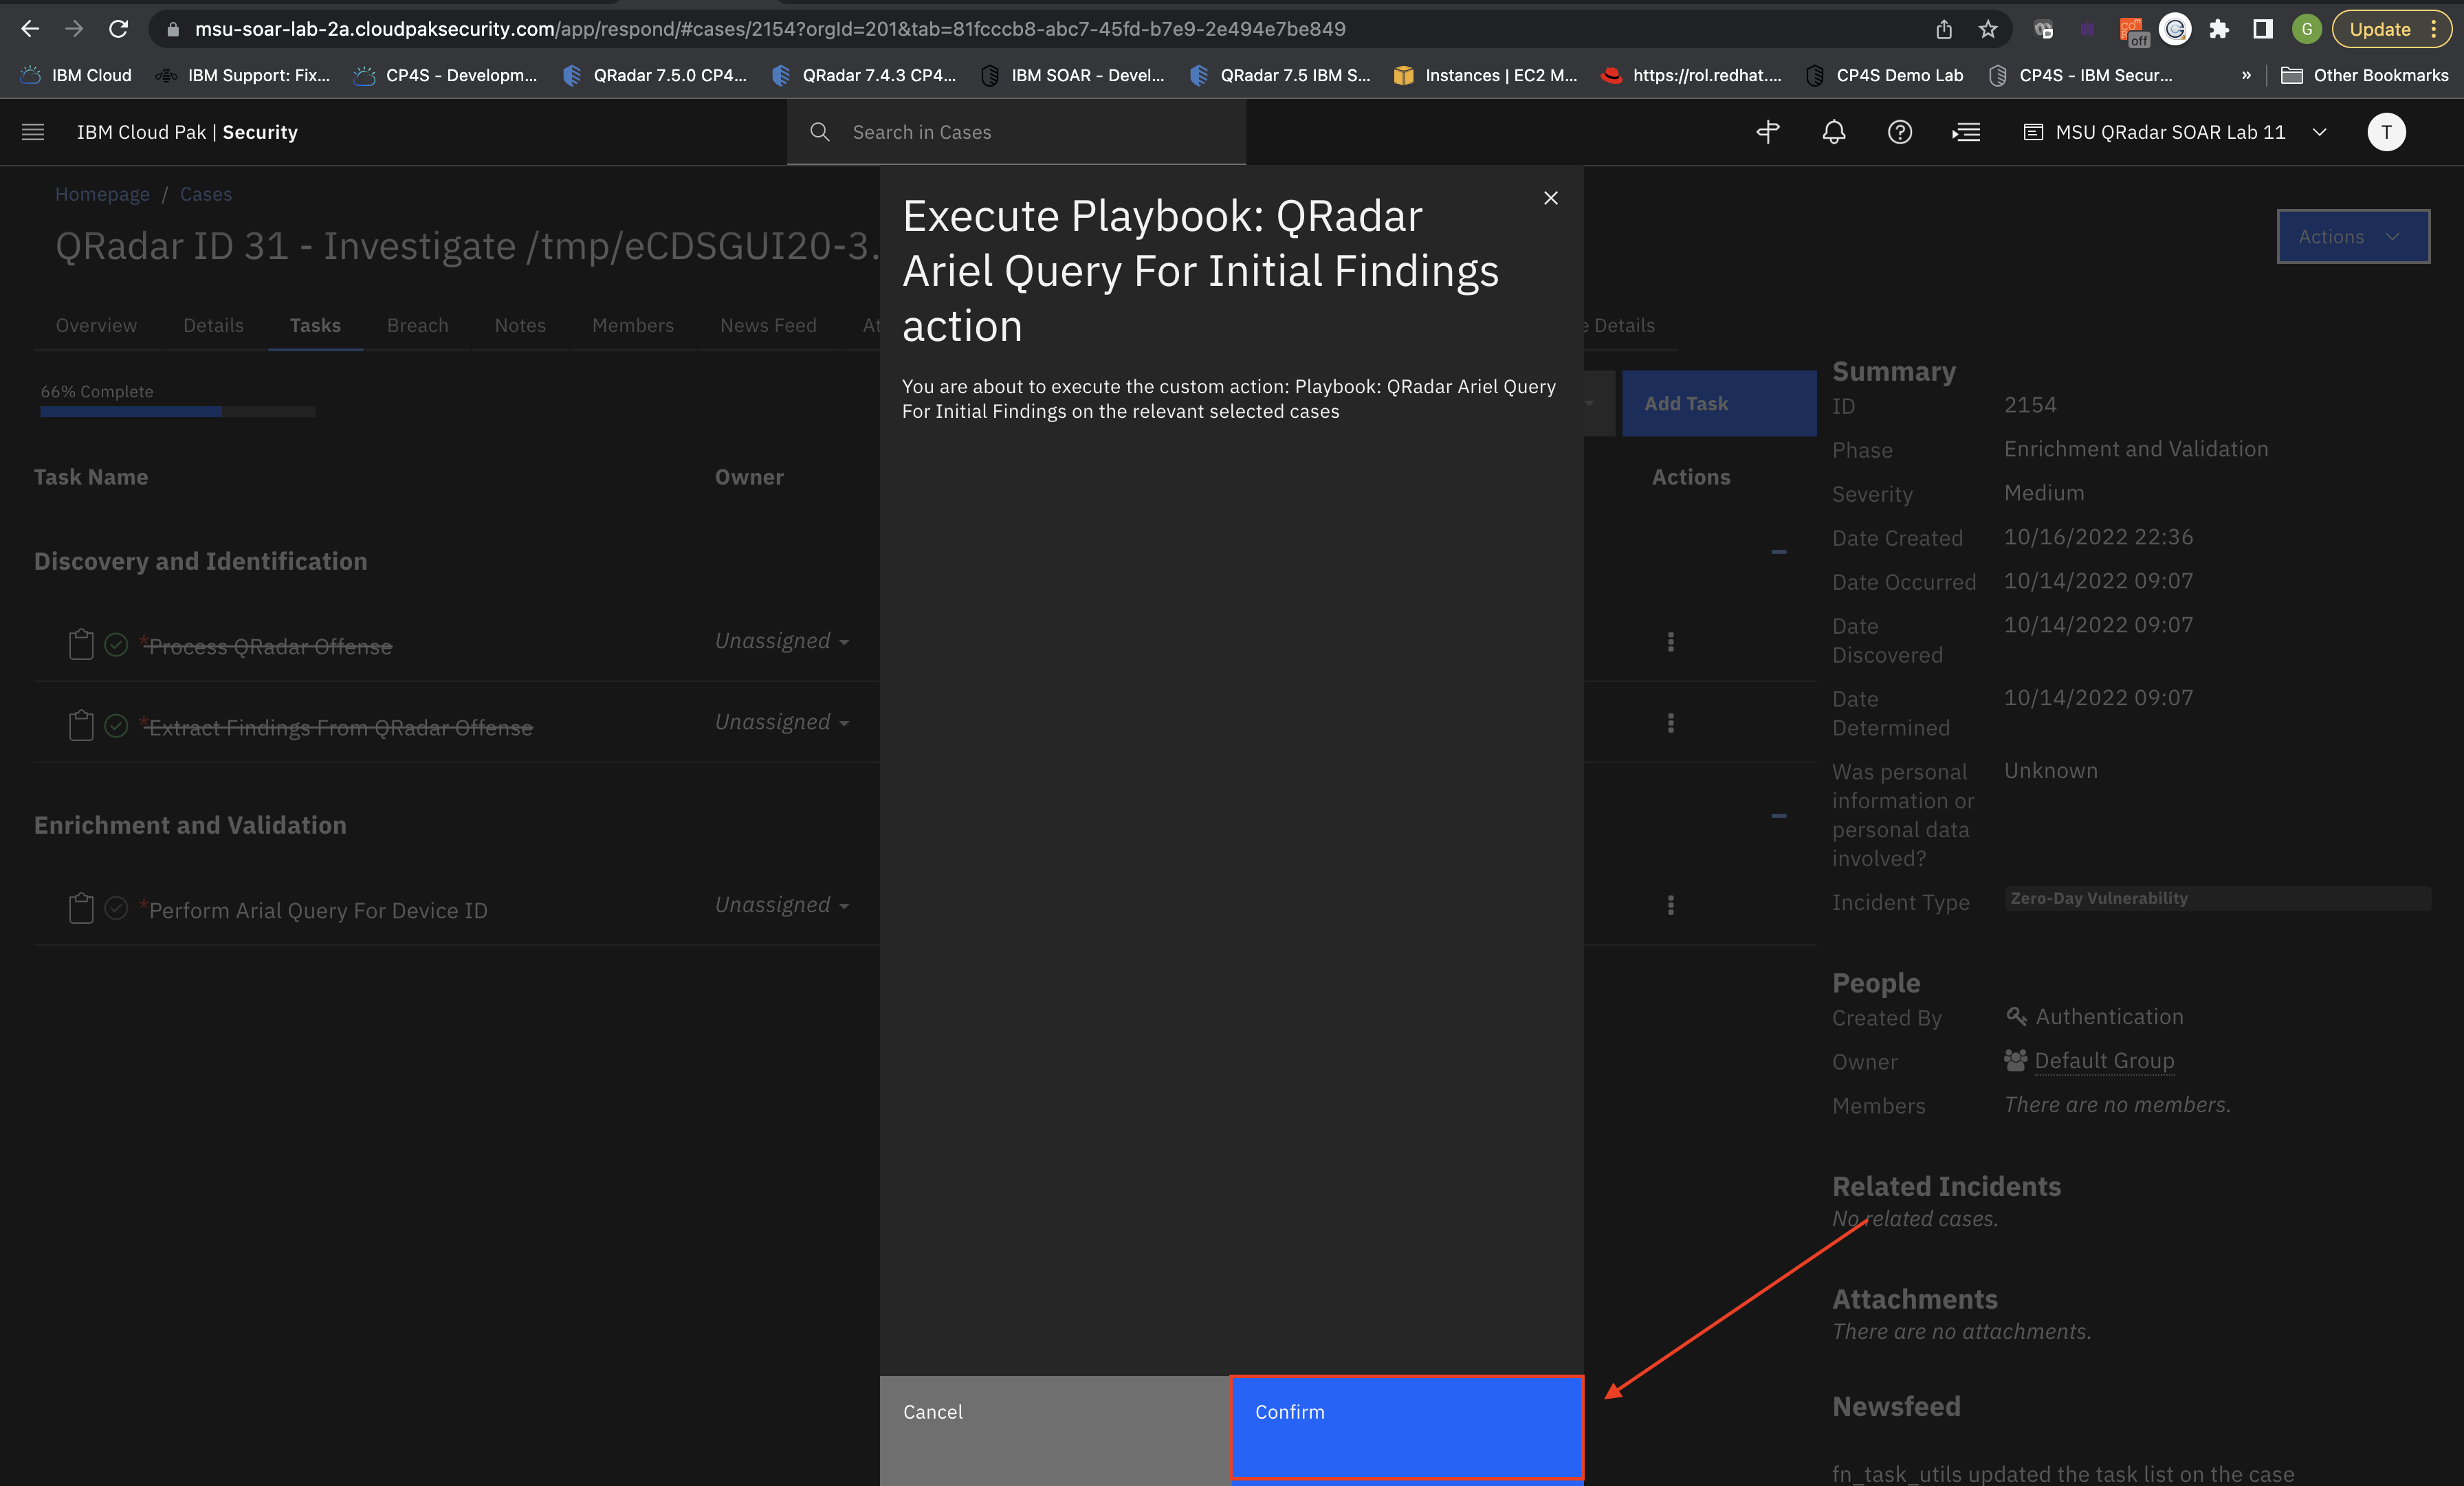 msu-soar-lab-2a.cloudpaksecurity.com/app/respond/#cases/2154?orgId=201&tab=81fcccb8-abc7-45fd-b7e9-2e494e7be849
off
G
Update
IBM Cloud
IBM Support: Fix...
CP4S - Developm...
QRadar 7.5.0 CP4...
QRadar 7.4.3 CP4...
IBM SOAR - Devel...
QRadar 7.5 IBM S...
Instances | EC2 M...
https://rol.redhat....
CP4S Demo Lab
CP4S - IBM Secur...
»
Other Bookmarks
IBM Cloud Pak | Security
Search in Cases
MSU QRadar SOAR Lab 11
T
Homepage / Cases
QRadar ID 31 - Investigate /tmp/eCDSGUI20-3.
Actions
Overview
Details
Tasks
Breach
Notes
Members
News Feed
At
e Details
66% Complete
Add Task
Task Name
Owner
Actions
Discovery and Identification
*Process QRadar Offense
Unassigned
*Extract Findings From QRadar Offense
Unassigned
Enrichment and Validation
*Perform Arial Query For Device ID
Unassigned
Execute Playbook: QRadar
Ariel Query For Initial Findings
action
You are about to execute the custom action: Playbook: QRadar Ariel Query
For Initial Findings on the relevant selected cases
Cancel
Confirm
Summary
ID 2154
Phase Enrichment and Validation
Severity Medium
Date Created 10/16/2022 22:36
Date Occurred 10/14/2022 09:07
Date 10/14/2022 09:07
Discovered
Date 10/14/2022 09:07
Determined
Was personal Unknown
information or
personal data
involved?
Incident Type Zero-Day Vulnerability
People
Created By Authentication
Owner Default Group
Members There are no members.
Related Incidents
No related cases.
Attachments
There are no attachments.
Newsfeed
fn_task_utils updated the task list on the case